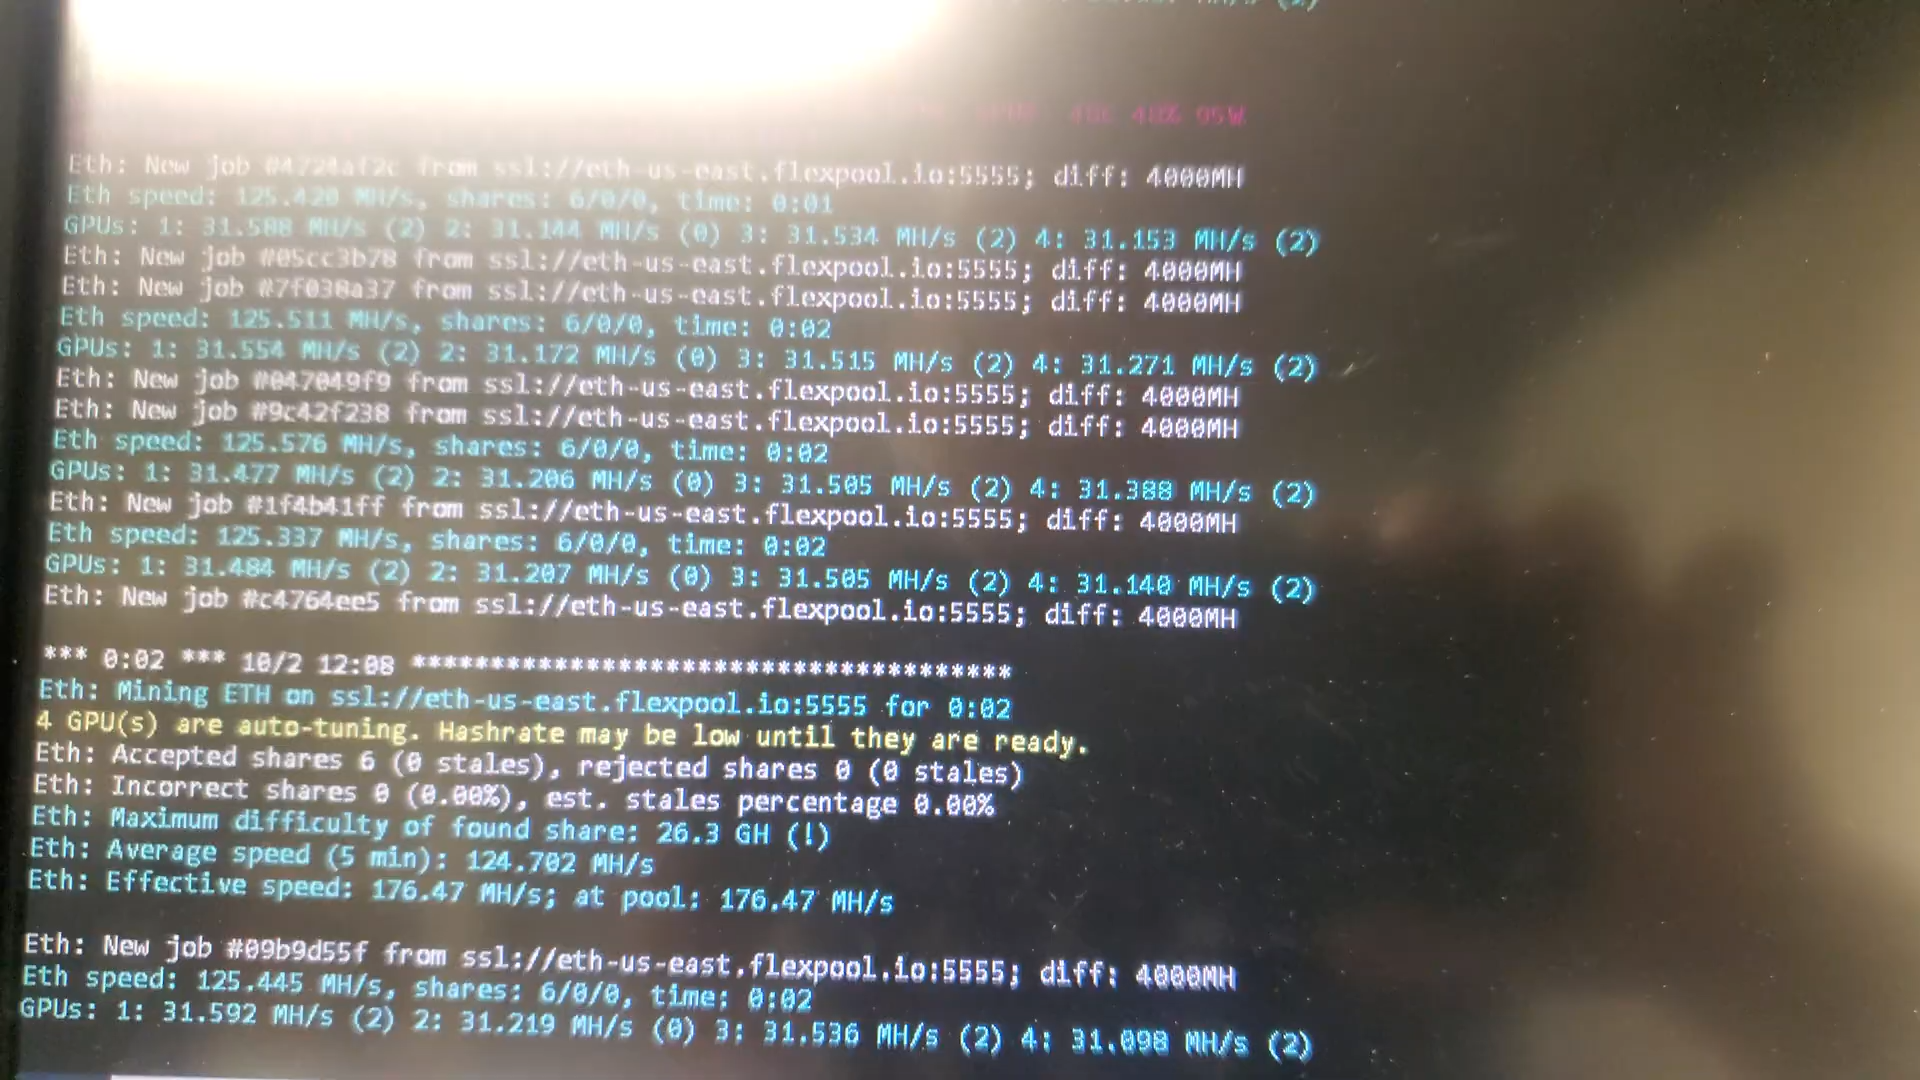 40% 95W
Eth: New job #4724af2c from ssl://eth-us-east.flexpool.io:5555; diff: 4000MH
Eth speed: 125.420 MH/s, shares: 6/0/0, time: 0:01
GPUs: 1: 31.588 MH/s (2) 2: 31.144 MH/s (0) 3: 31.534 MH/s (2) 4: 31.153 MH/s (2)
Eth: New job #05cc3b78 from ssl://eth-us-east.flexpool.io:5555; diff: 4000MH
Eth: New job #7f038a37 from ssl://eth-us-east.flexpool.io:5555; diff: 4000MH
Eth speed: 125.511 MH/s, shares: 6/0/0, time: 0:02
GPUs: 1: 31.554 MH/s (2) 2: 31.172 MH/s (0) 3: 31.515 MH/s (2) 4: 31.271 MH/s (2)
Eth: New job #047049f9 from ssl://eth-us-east.flexpool.io:5555; diff: 4000MH
Eth: New job #9c42f238 from ssl://eth-us-east.flexpool.io:5555; diff: 4000MH
Eth speed: 125.576 MH/s, shares: 6/0/0, time: 0:02
GPUs: 1: 31.477 MH/s (2) 2: 31.206 MH/s (0) 3: 31.505 MH/s (2) 4: 31.388 MH/s (2)
Eth: New job #1f4b41ff from ssl://eth-us-east.flexpool.io:5555; diff: 4000MH
Eth speed: 125.337 MH/s, shares: 6/0/0, time: 0:02
GPUs: 1: 31.484 MH/s (2) 2: 31.207 MH/s (0) 3: 31.505 MH/s (2) 4: 31.140 MH/s (2)
Eth: New job #c4764ee5 from ssl://eth-us-east.flexpool.io:5555; diff: 4000MH
*** 0:02 *** 10/2 12:08 **************************************
Eth: Mining ETH on ssl://eth-us-east.flexpool.io:5555 for 0:02
4 GPU(s) are auto-tuning. Hashrate may be low until they are ready.
Eth: Accepted shares 6 (0 stales), rejected shares 0 (0 stales)
Eth: Incorrect shares 0 (0.00%), est. stales percentage 0.00%
Eth: Maximum difficulty of found share: 26.3 GH (!)
Eth: Average speed (5 min): 124.702 MH/s
Eth: Effective speed: 176.47 MH/s; at pool: 176.47 MH/s
Eth: New job #09b9d55f from ssl://eth-us-east.flexpool.io:5555; diff: 4000MH
Eth speed: 125.445 MH/s, shares: 6/0/0, time: 0:02
GPUs: 1: 31.592 MH/s (2) 2: 31.219 MH/s (0) 3: 31.536 MH/s (2) 4: 31.098 MH/s (2)